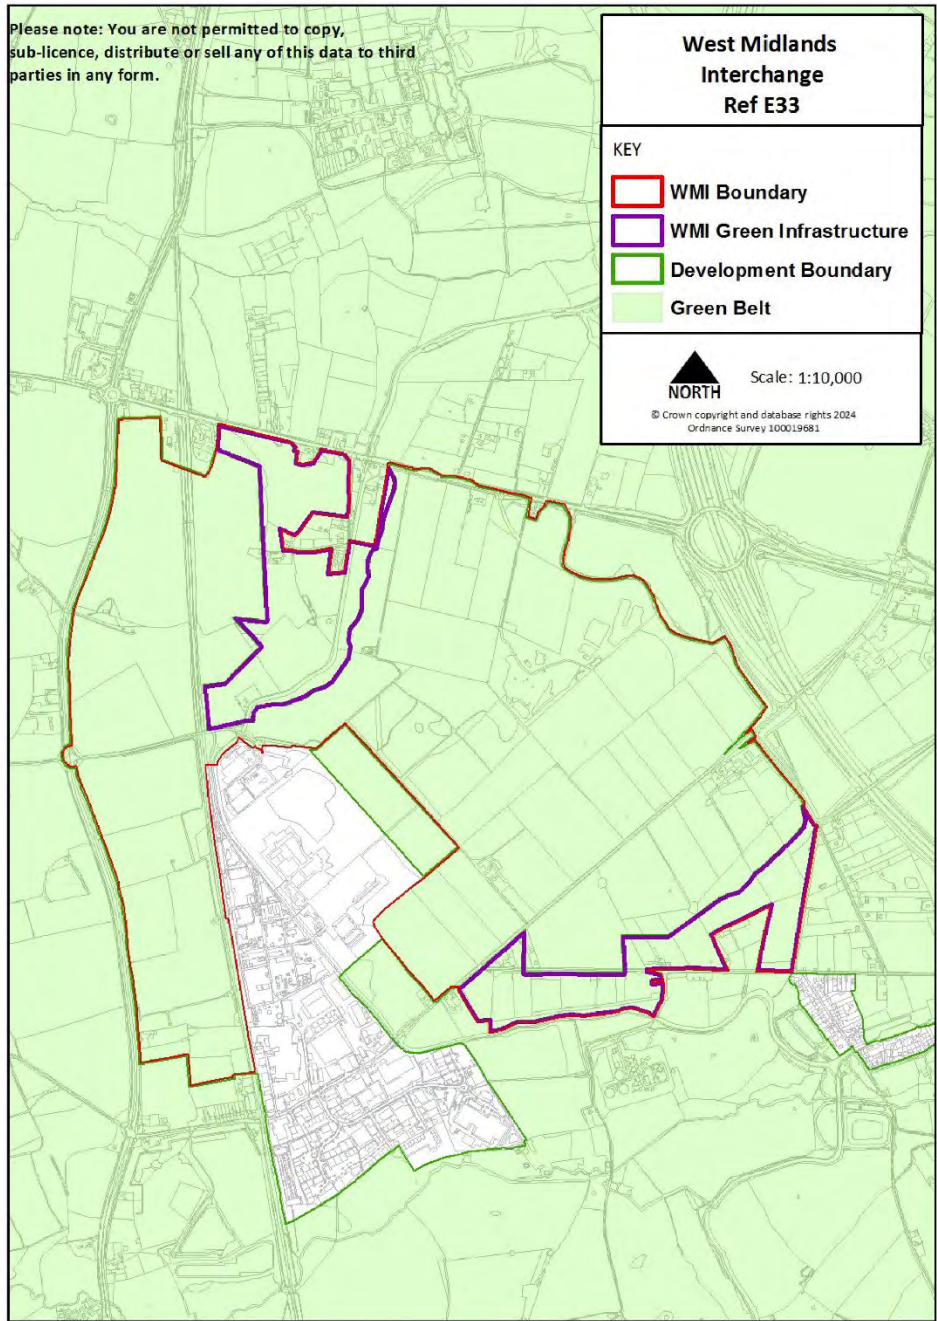 Please note: You are not permitted to copy,
sub-licence, distribute or sell any of this data to third
parties in any form.
West Midlands
Interchange
Ref E33
KEY
WMI Boundary
WMI Green Infrastructure
Development Boundary
Green Belt
NORTH
Scale: 1:10,000
© Crown copyright and database rights 2024
Ordnance Survey 100019681